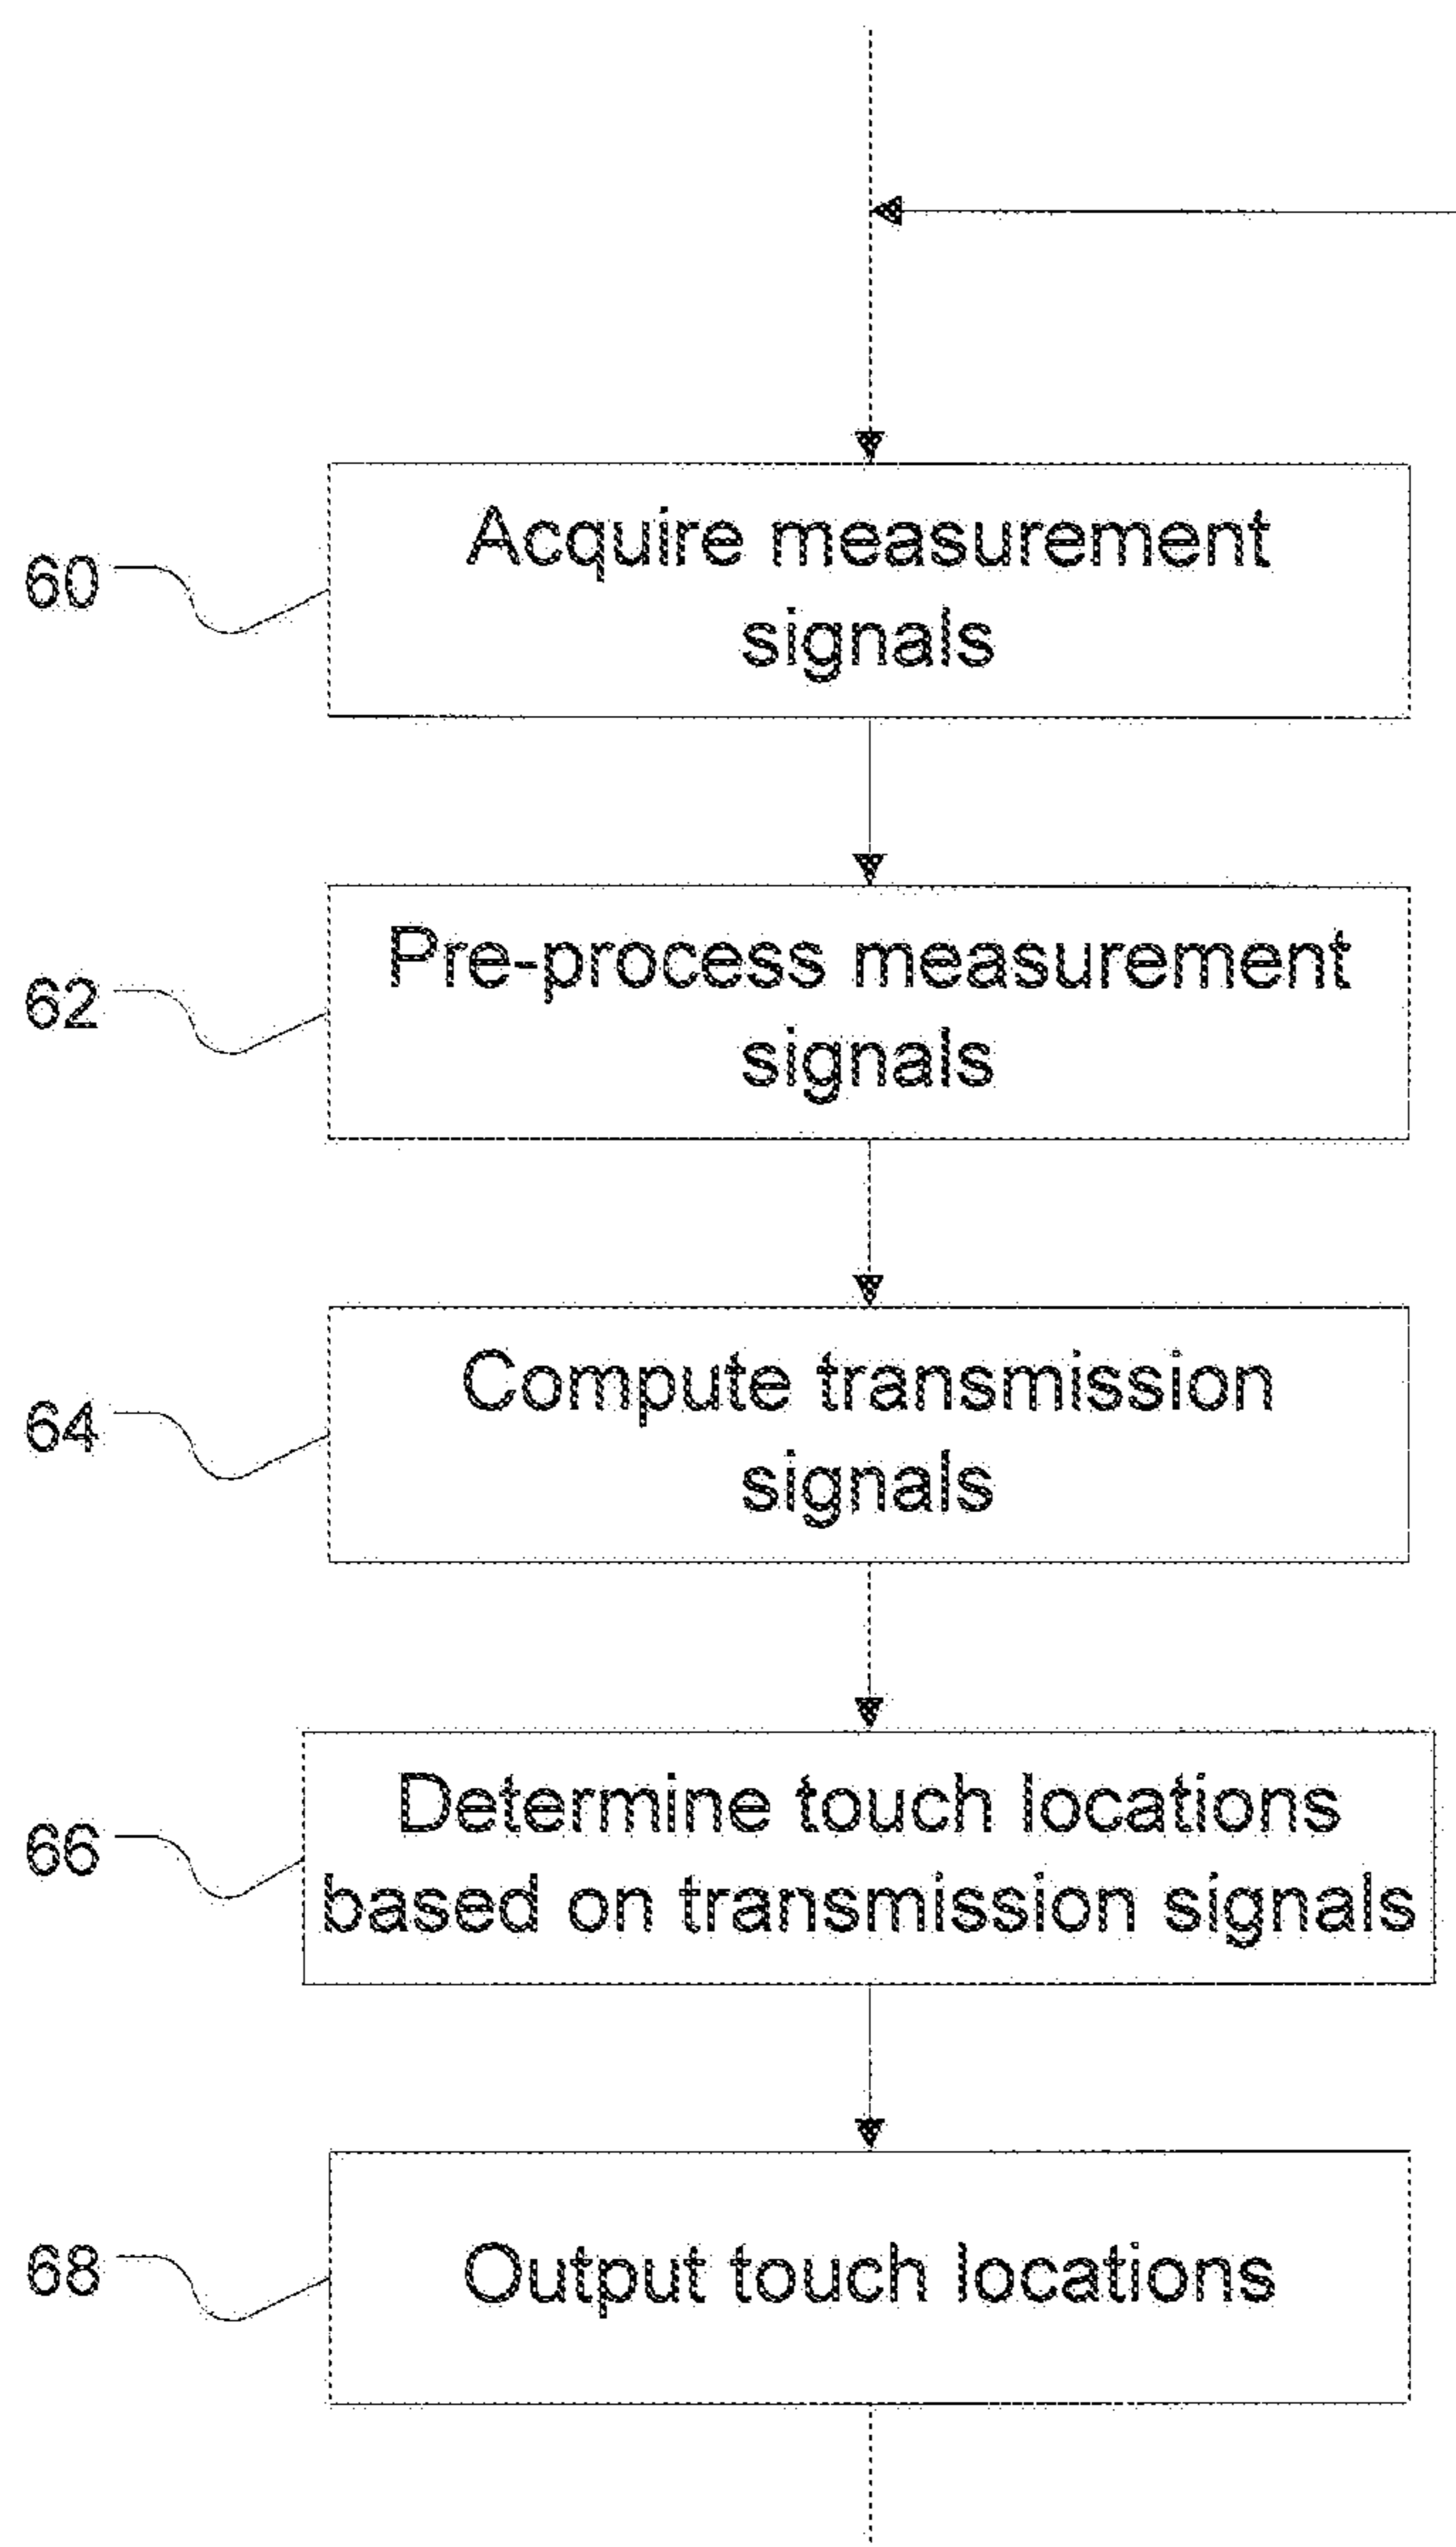 60
Acquire measurement
signals
62
Pre-process measurement
signals
64
Compute transmission
signals
66
Determine touch locations
based on transmission signals
68
Output touch locations